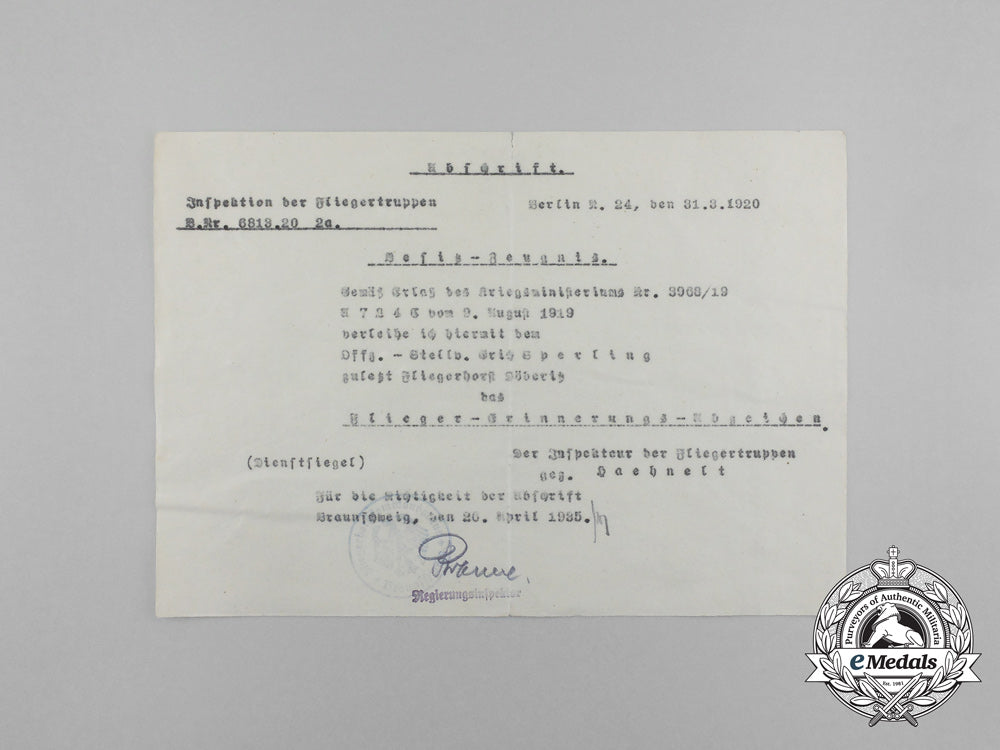 Abschrift.
Inspektion der Fliegertruppen
B.Nr. 6813.20 2a.
Berlin N. 24, den 31.3.1920
Besitz-Zeugnis.
Gemäß Erlaß des Kriegsministeriums Nr. 3968/19
A 7 L 4 E vom 9. August 1919
verleihe ich hiermit dem
Offz. - Stellv. Erich Sperling
zuletzt Fliegerhorst Döberitz
das
Flieger-Erinnerungs-Abzeichen.
(Dienstsiegel)
Der Inspekteur der Fliegertruppen
gez. Haehnelt
Für die Richtigkeit der Abschrift
Braunschweig, den 26. April 1935.
Regierungsinspektor
Purveyors of Authentic Militaria
eMedals
Est. 1981